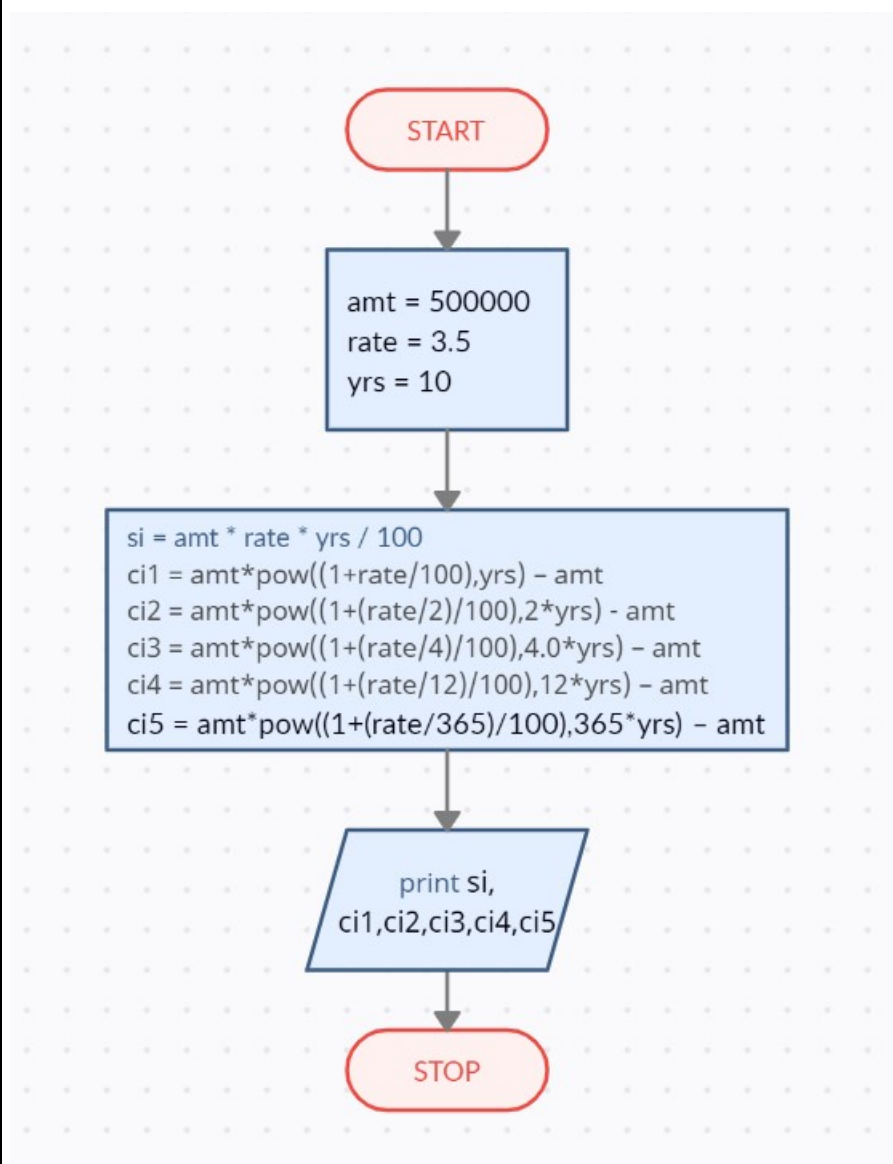 START
amt = 500000
rate = 3.5
yrs = 10
si = amt * rate * yrs / 100
ci1 = amt*pow((1+rate/100),yrs) – amt
ci2 = amt*pow((1+(rate/2)/100),2*yrs) - amt
ci3 = amt*pow((1+(rate/4)/100),4.0*yrs) – amt
ci4 = amt*pow((1+(rate/12)/100),12*yrs) – amt
ci5 = amt*pow((1+(rate/365)/100),365*yrs) – amt
print si,
ci1,ci2,ci3,ci4,ci5
STOP